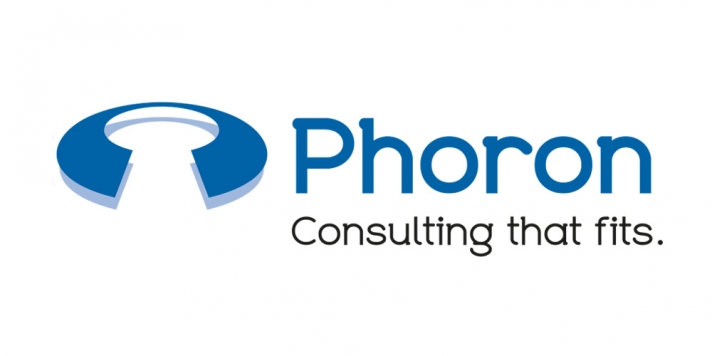 Phoron
Consulting that fits.